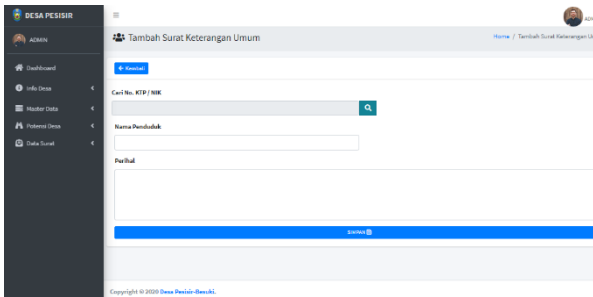 DESA PESISIR
ADMIN
Dashboard
Info Desa
Master Data
Potensi Desa
Data Surat
Tambah Surat Keterangan Umum
Home / Tambah Surat Keterangan
Kembali
Cari No. KTP / NIK
Nama Penduduk
Perihal
SIMPAN
Copyright © 2020 Desa Pesisir-Besuki.